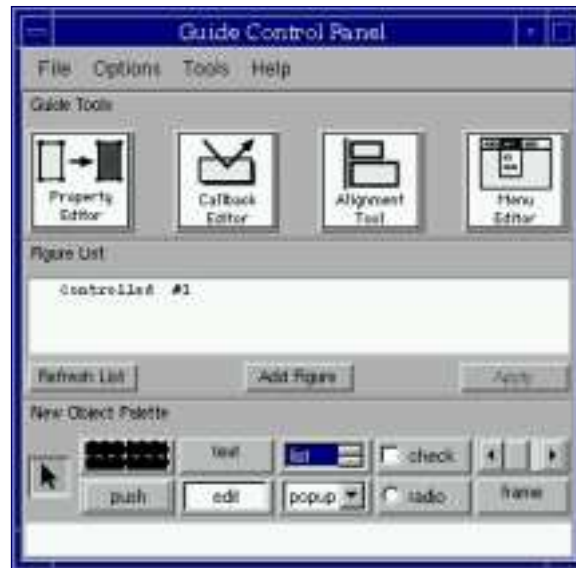 Guide Control Panel
File Options Tools Help
Guide Tools
Property Editor
Callback Editor
Alignment Tool
Menu Editor
Figure List
Controlled #1
Refresh List Add Figure Apply
New Object Palette
text list check
push edit popup radio frame